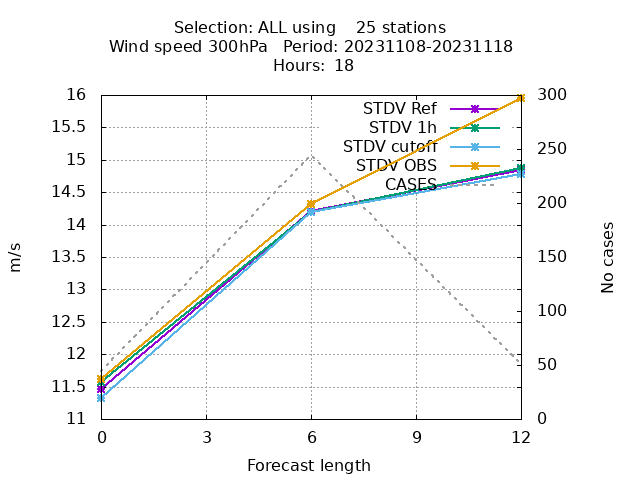 Selection: ALL using    25 stations
Wind speed 300hPa   Period: 20231108-20231118
Hours: 18
16
15.5
15
14.5
14
13.5
13
12.5
12
11.5
11
300
250
200
150
100
50
0
STDV Ref
STDV 1h
STDV cutoff
STDV OBS
CASES
m/s
No cases
0 3 6 9 12
Forecast length